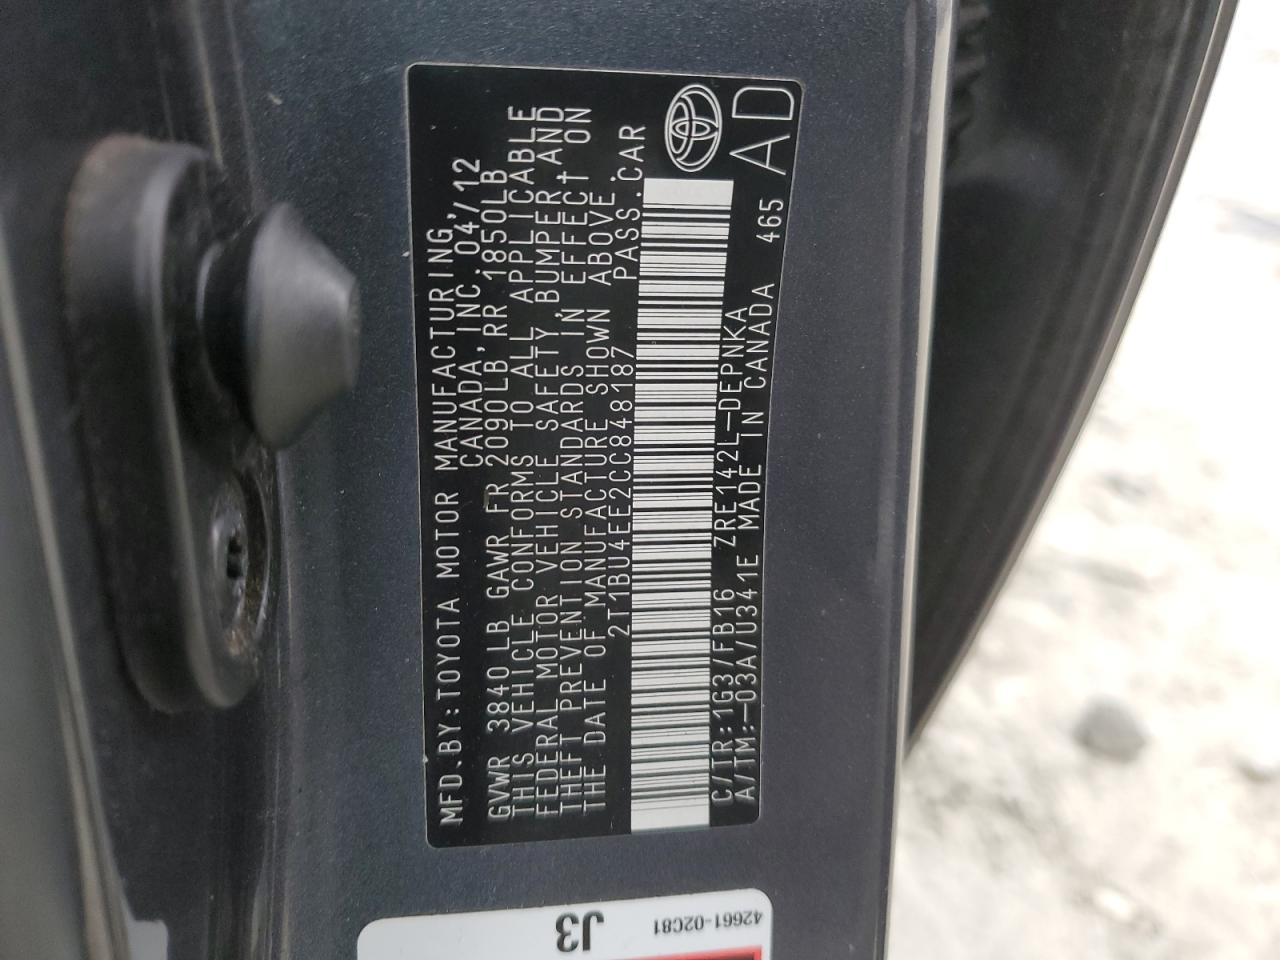 MFD.BY:TOYOTA MOTOR MANUFACTURING,
CANADA,INC. 04/12
GVWR 3840 LB GAWR FR 2090LB,RR 1850LB
THIS VEHICLE CONFORMS TO ALL APPLICABLE
FEDERAL MOTOR VEHICLE SAFETY,BUMPER,AND
THEFT PREVENTION STANDARDS IN EFFECT ON
THE DATE OF MANUFACTURE SHOWN ABOVE.
2T1BU4EE2CC848187 PASS.CAR
C/TR:1G3/FB16 ZRE142L-DEPNKA
A/TM:-03A/U341E MADE IN CANADA 465
AD
J3
42661-02C81